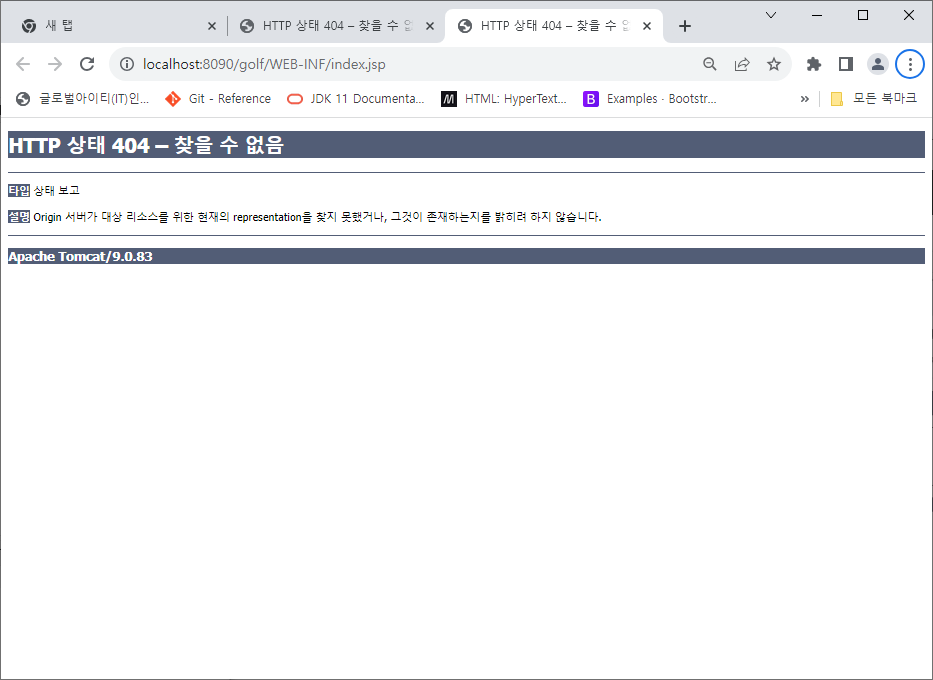 새 탭
HTTP 상태 404 – 찾을 수 없
HTTP 상태 404 – 찾을 수
localhost:8090/golf/WEB-INF/index.jsp
글로벌아이티(IT)인...
Git - Reference
JDK 11 Documenta...
M
HTML: HyperText...
B
Examples · Bootstr...
»
모든 북마크
HTTP 상태 404 – 찾을 수 없음
타입 상태 보고
설명 Origin 서버가 대상 리소스를 위한 현재의 representation을 찾지 못했거나, 그것이 존재하는지를 밝히려 하지 않습니다.
Apache Tomcat/9.0.83